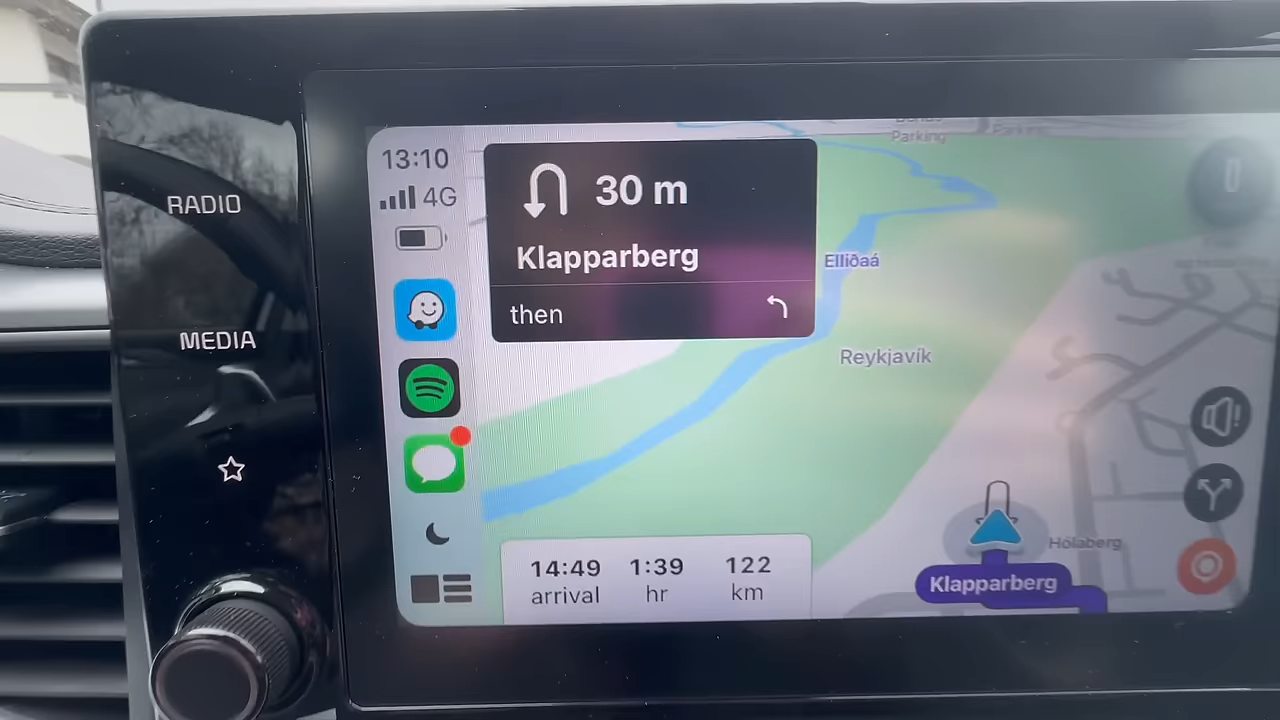 RADIO
MEDIA
13:10
4G
30 m
Klapparberg
then
Parking
Elliðaá
Reykjavík
Hólaberg
Klapparberg
14:49 1:39 122
arrival hr km